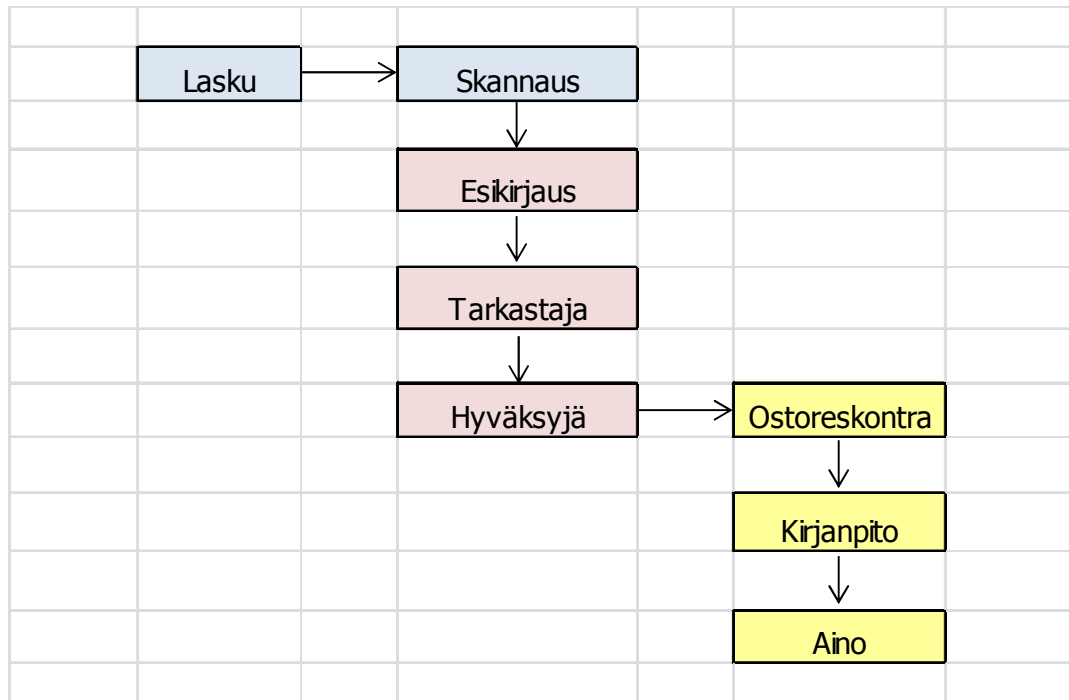 Lasku
Skannaus
Esikirjaus
Tarkastaja
Hyväksyjä
Ostoreskontra
Kirjanpito
Aino